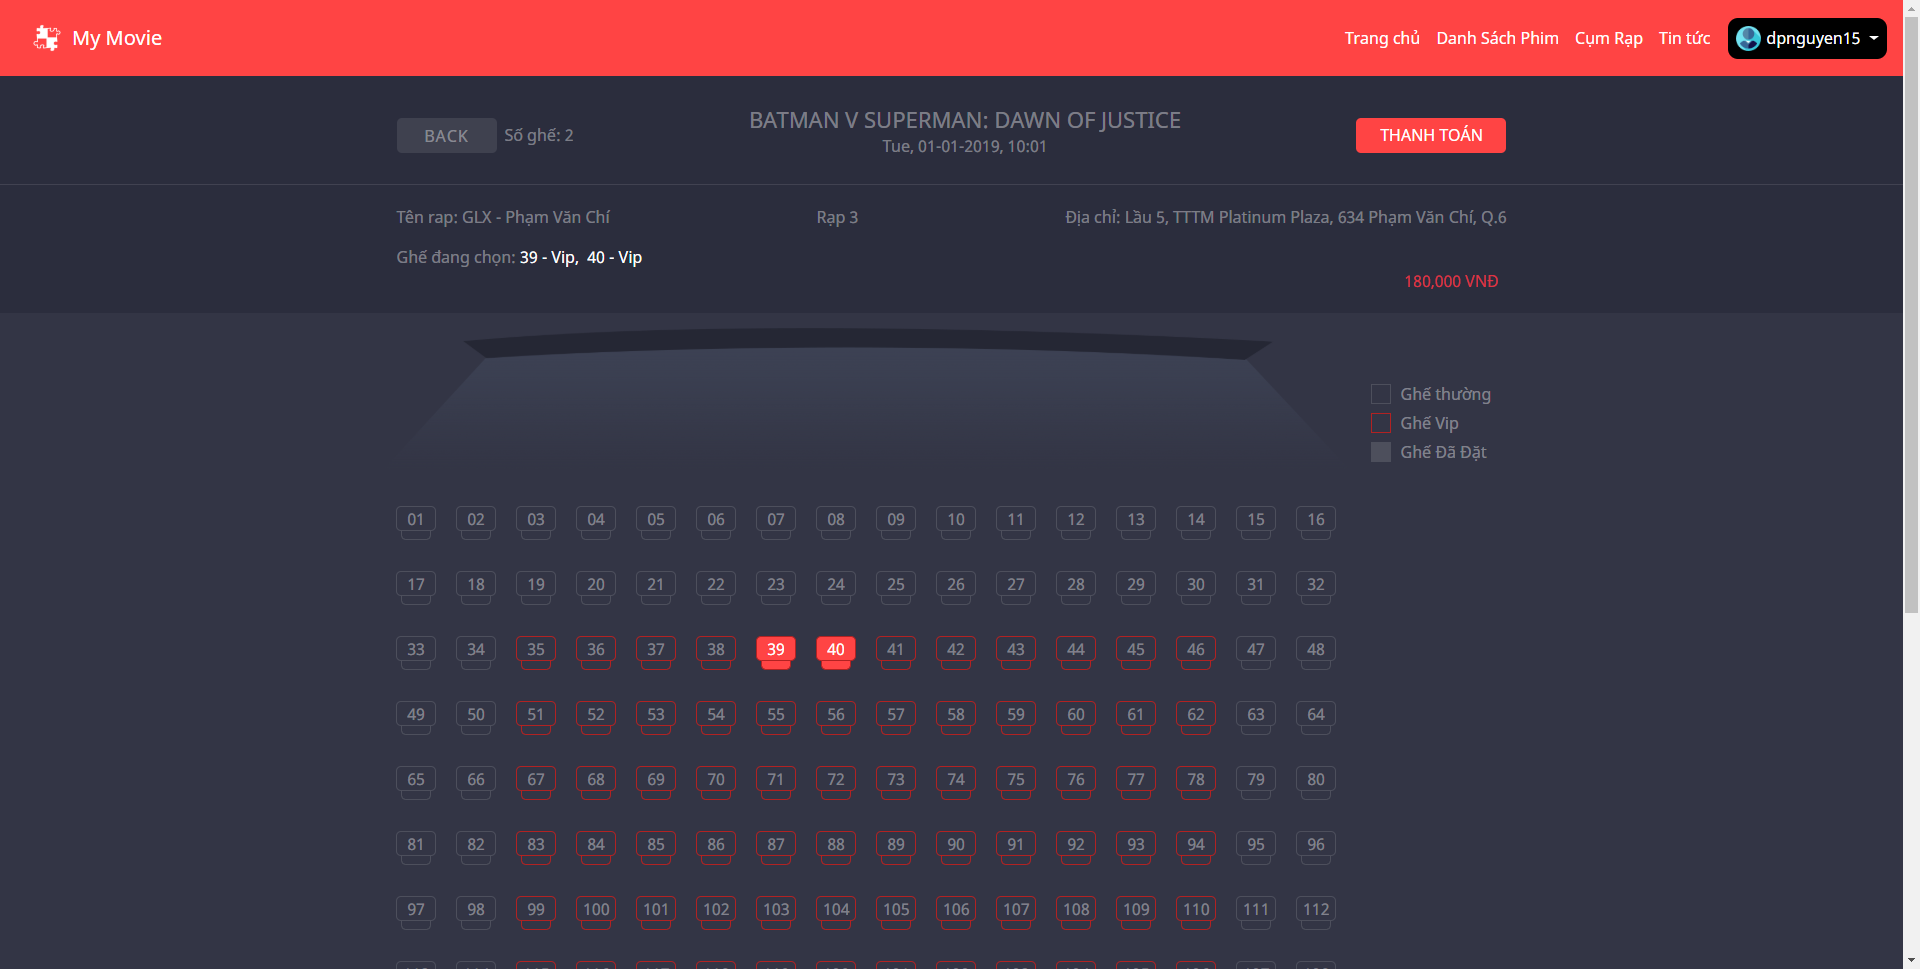 My Movie
Trang chủ Danh Sách Phim Cụm Rạp Tin tức dpnguyen15
BACK Số ghế: 2
BATMAN V SUPERMAN: DAWN OF JUSTICE
Tue, 01-01-2019, 10:01
THANH TOÁN
Tên rap: GLX - Phạm Văn Chí Rạp 3 Địa chỉ: Lầu 5, TTTM Platinum Plaza, 634 Phạm Văn Chí, Q.6
Ghế đang chọn: 39 - Vip, 40 - Vip
180,000 VNĐ
Ghế thường
Ghế Vip
Ghế Đã Đặt
01 02 03 04 05 06 07 08 09 10 11 12 13 14 15 16
17 18 19 20 21 22 23 24 25 26 27 28 29 30 31 32
33 34 35 36 37 38 39 40 41 42 43 44 45 46 47 48
49 50 51 52 53 54 55 56 57 58 59 60 61 62 63 64
65 66 67 68 69 70 71 72 73 74 75 76 77 78 79 80
81 82 83 84 85 86 87 88 89 90 91 92 93 94 95 96
97 98 99 100 101 102 103 104 105 106 107 108 109 110 111 112